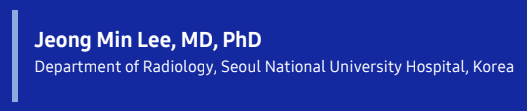 Jeong Min Lee, MD, PhD
Department of Radiology, Seoul National University Hospital, Korea